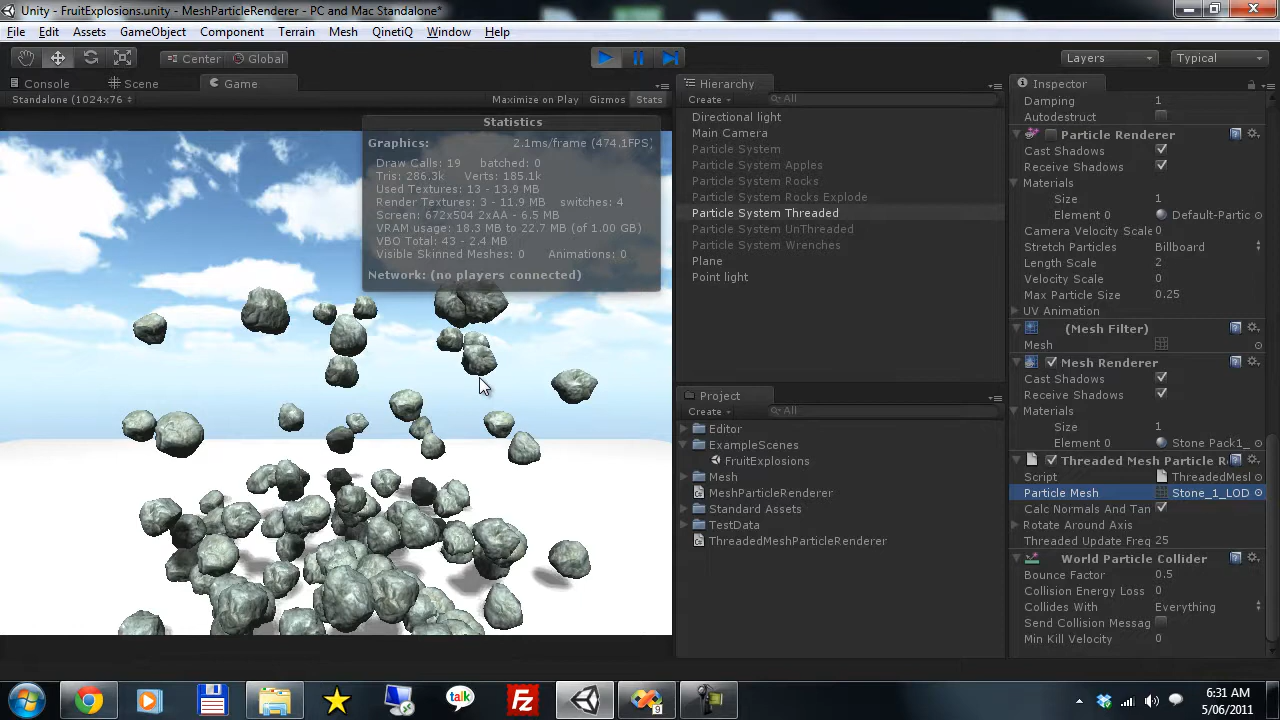 Unity - FruitExplosions.unity - MeshParticleRenderer - PC and Mac Standalone*
File Edit Assets GameObject Component Terrain Mesh QinetiQ Window Help
Center Global Layers Typical
Console Scene Game
Standalone (1024x76 Maximize on Play Gizmos Stats
Statistics
Graphics: 2.1ms/frame (474.1FPS)
Draw Calls: 19 batched: 0
Tris: 286.3k Verts: 185.1k
Used Textures: 13 - 13.9 MB
Render Textures: 3 - 11.9 MB switches: 4
Screen: 672x504 2xAA - 6.5 MB
VRAM usage: 18.3 MB to 22.7 MB (of 1.00 GB)
VBO Total: 43 - 2.4 MB
Visible Skinned Meshes: 0 Animations: 0
Network: (no players connected)
Hierarchy
Create All
Directional light
Main Camera
Particle System
Particle System Apples
Particle System Rocks
Particle System Rocks Explode
Particle System Threaded
Particle System UnThreaded
Particle System Wrenches
Plane
Point light
Project
Create All
Editor
ExampleScenes
FruitExplosions
Mesh
MeshParticleRenderer
Standard Assets
TestData
ThreadedMeshParticleRenderer
Inspector
Damping 1
Autodestruct
Particle Renderer
Cast Shadows
Receive Shadows
Materials
Size 1
Element 0 Default-Partic
Camera Velocity Scale 0
Stretch Particles Billboard
Length Scale 2
Velocity Scale 0
Max Particle Size 0.25
UV Animation
(Mesh Filter)
Mesh
Mesh Renderer
Cast Shadows
Receive Shadows
Materials
Size 1
Element 0 Stone Pack1_
Threaded Mesh Particle R
Script ThreadedMesl
Particle Mesh Stone_1_LOD
Calc Normals And Tan
Rotate Around Axis
Threaded Update Freq 25
World Particle Collider
Bounce Factor 0.5
Collision Energy Loss 0
Collides With Everything
Send Collision Messag
Min Kill Velocity 0
talk
FZ
9
6:31 AM
5/06/2011